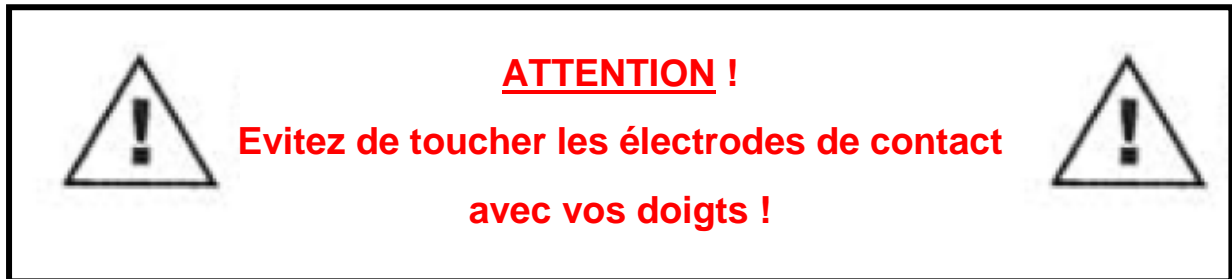 ATTENTION !
Evitez de toucher les électrodes de contact
avec vos doigts !